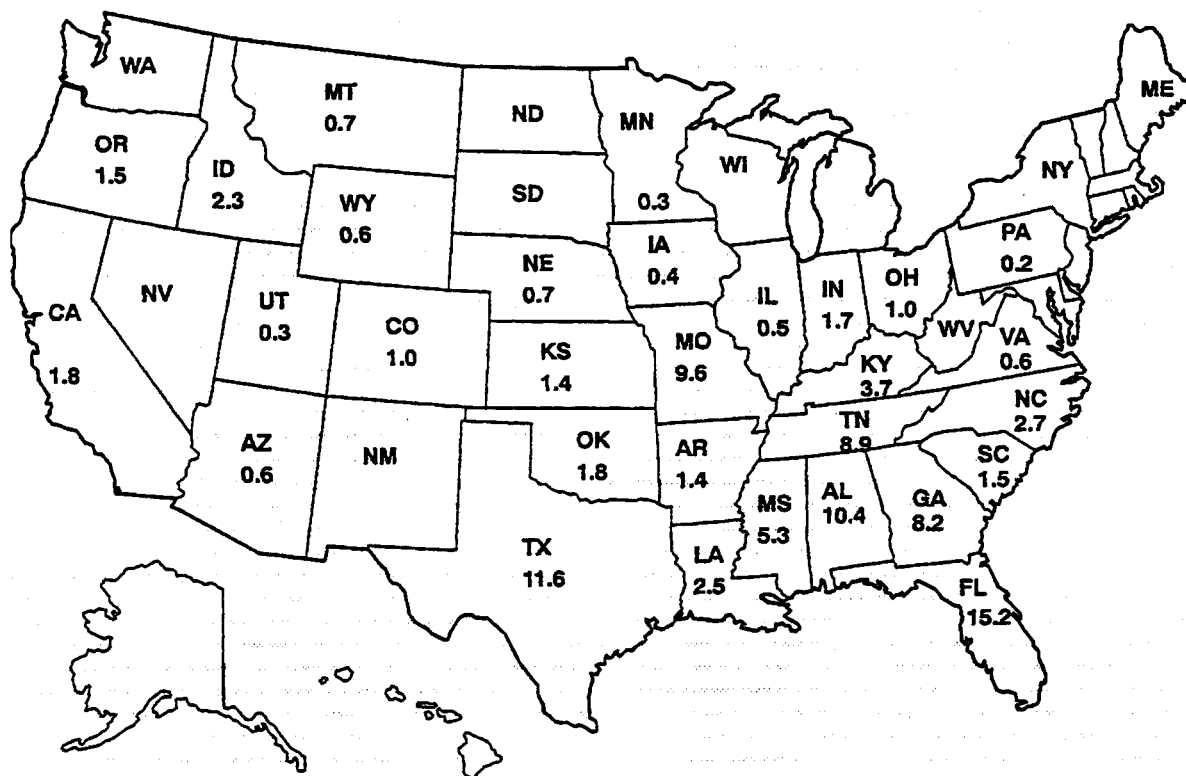 WA
MT
0.7
ND
MN
0.3
ME
OR
1.5
ID
2.3
WY
0.6
SD
WI
NY
IA
0.4
PA
0.2
NE
0.7
NV
UT
0.3
CO
1.0
IL
0.5
IN
1.7
OH
1.0
WV
VA
0.6
CA
1.8
KS
1.4
MO
9.6
KY
3.7
NC
2.7
TN
8.9
AZ
0.6
NM
OK
1.8
AR
1.4
SC
1.5
MS
5.3
AL
10.4
GA
8.2
TX
11.6
LA
2.5
FL
15.2